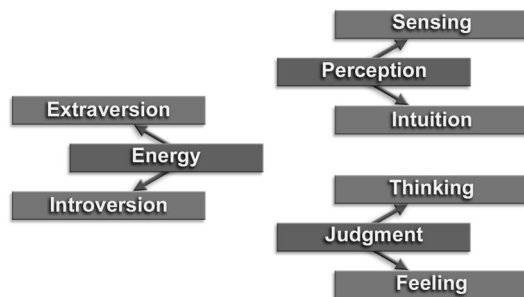 Extraversion
Energy
Introversion
Sensing
Perception
Intuition
Thinking
Judgment
Feeling